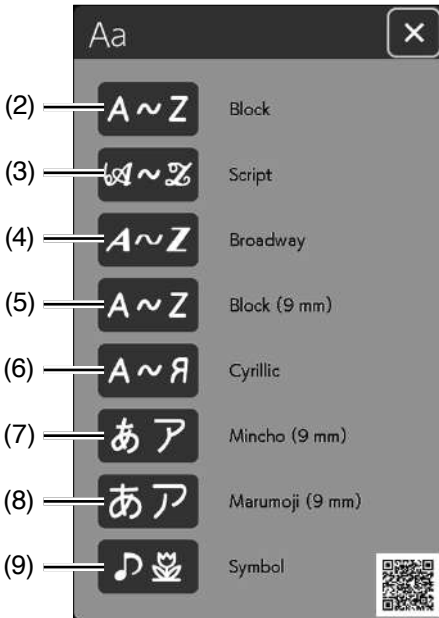 Aa ×
(2) A ~ Z Block
(3) A ~ Z Script
(4) A ~ Z Broadway
(5) A ~ Z Block (9 mm)
(6) A ~ Я Cyrillic
(7) あ ア Mincho (9 mm)
(8) あ ア Marumoji (9 mm)
(9) ♪ Symbol